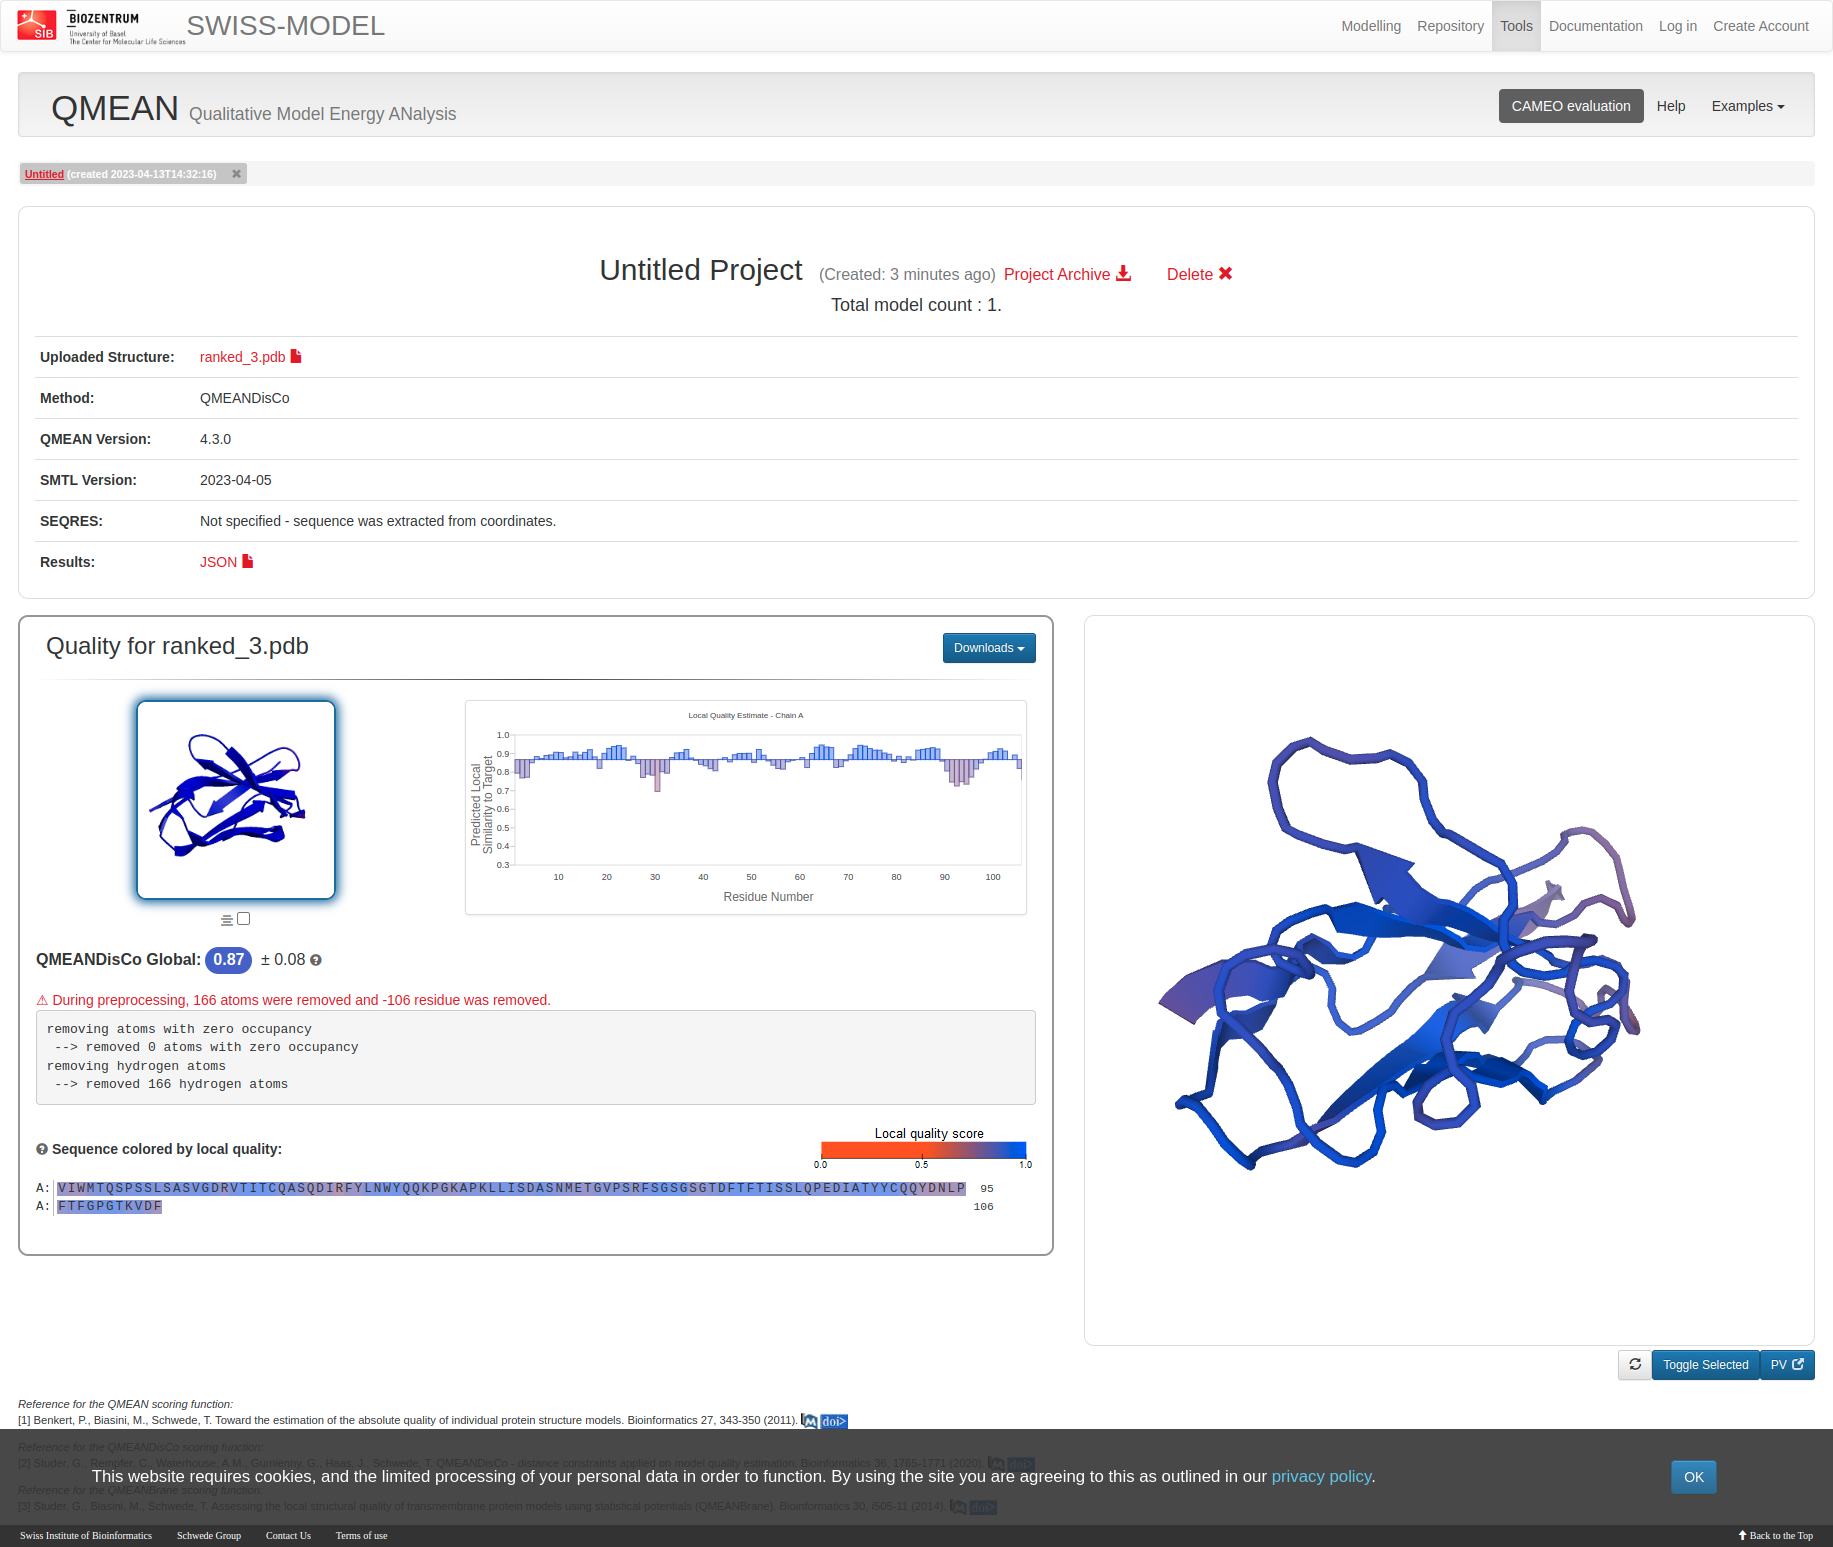 SIB
BIOZENTRUM
University of Basel
The Center for Molecular Life Sciences
SWISS-MODEL
Modelling Repository Tools Documentation Log in Create Account
QMEAN Qualitative Model Energy ANalysis
CAMEO evaluation Help Examples
Untitled (created 2023-04-13T14:32:16) ✖
Untitled Project (Created: 3 minutes ago) Project Archive Delete ✖
Total model count : 1.
Uploaded Structure: ranked_3.pdb
Method: QMEANDisCo
QMEAN Version: 4.3.0
SMTL Version: 2023-04-05
SEQRES: Not specified - sequence was extracted from coordinates.
Results: JSON
Quality for ranked_3.pdb
Downloads
Local Quality Estimate - Chain A
Predicted Local
Similarity to Target
1.0
0.9
0.8
0.7
0.6
0.5
0.4
0.3
10 20 30 40 50 60 70 80 90 100
Residue Number
QMEANDisCo Global: 0.87 ± 0.08
⚠ During preprocessing, 166 atoms were removed and -106 residue was removed.
removing atoms with zero occupancy
--> removed 0 atoms with zero occupancy
removing hydrogen atoms
--> removed 166 hydrogen atoms
Sequence colored by local quality:
Local quality score
0.0 0.5 1.0
A: VIWMTQSPSSLSASVGDRVTITCQASQDIRFYLNWYQQKPGKAPKLLISDASNMETGVPSRFSGSGSGTDFTFTISSLQPEDIATYYCQQYDNLP 95
A: FTFGPGTKVDF 106
Toggle Selected PV
Reference for the QMEAN scoring function:
[1] Benkert, P., Biasini, M., Schwede, T. Toward the estimation of the absolute quality of individual protein structure models. Bioinformatics 27, 343-350 (2011). M doi>
Reference for the QMEANDisCo scoring function:
[2] Studer, G., Rempfer, C., Waterhouse, A.M., Gumienny, G., Haas, J., Schwede, T. QMEANDisCo - distance constraints applied on model quality estimation. Bioinformatics 36, 1765-1771 (2020). M doi>
This website requires cookies, and the limited processing of your personal data in order to function. By using the site you are agreeing to this as outlined in our privacy policy. OK
Reference for the QMEANBrane scoring function:
[3] Studer, G., Biasini, M., Schwede, T. Assessing the local structural quality of transmembrane protein models using statistical potentials (QMEANBrane). Bioinformatics 30, i505-11 (2014). M doi>
Swiss Institute of Bioinformatics Schwede Group Contact Us Terms of use Back to the Top